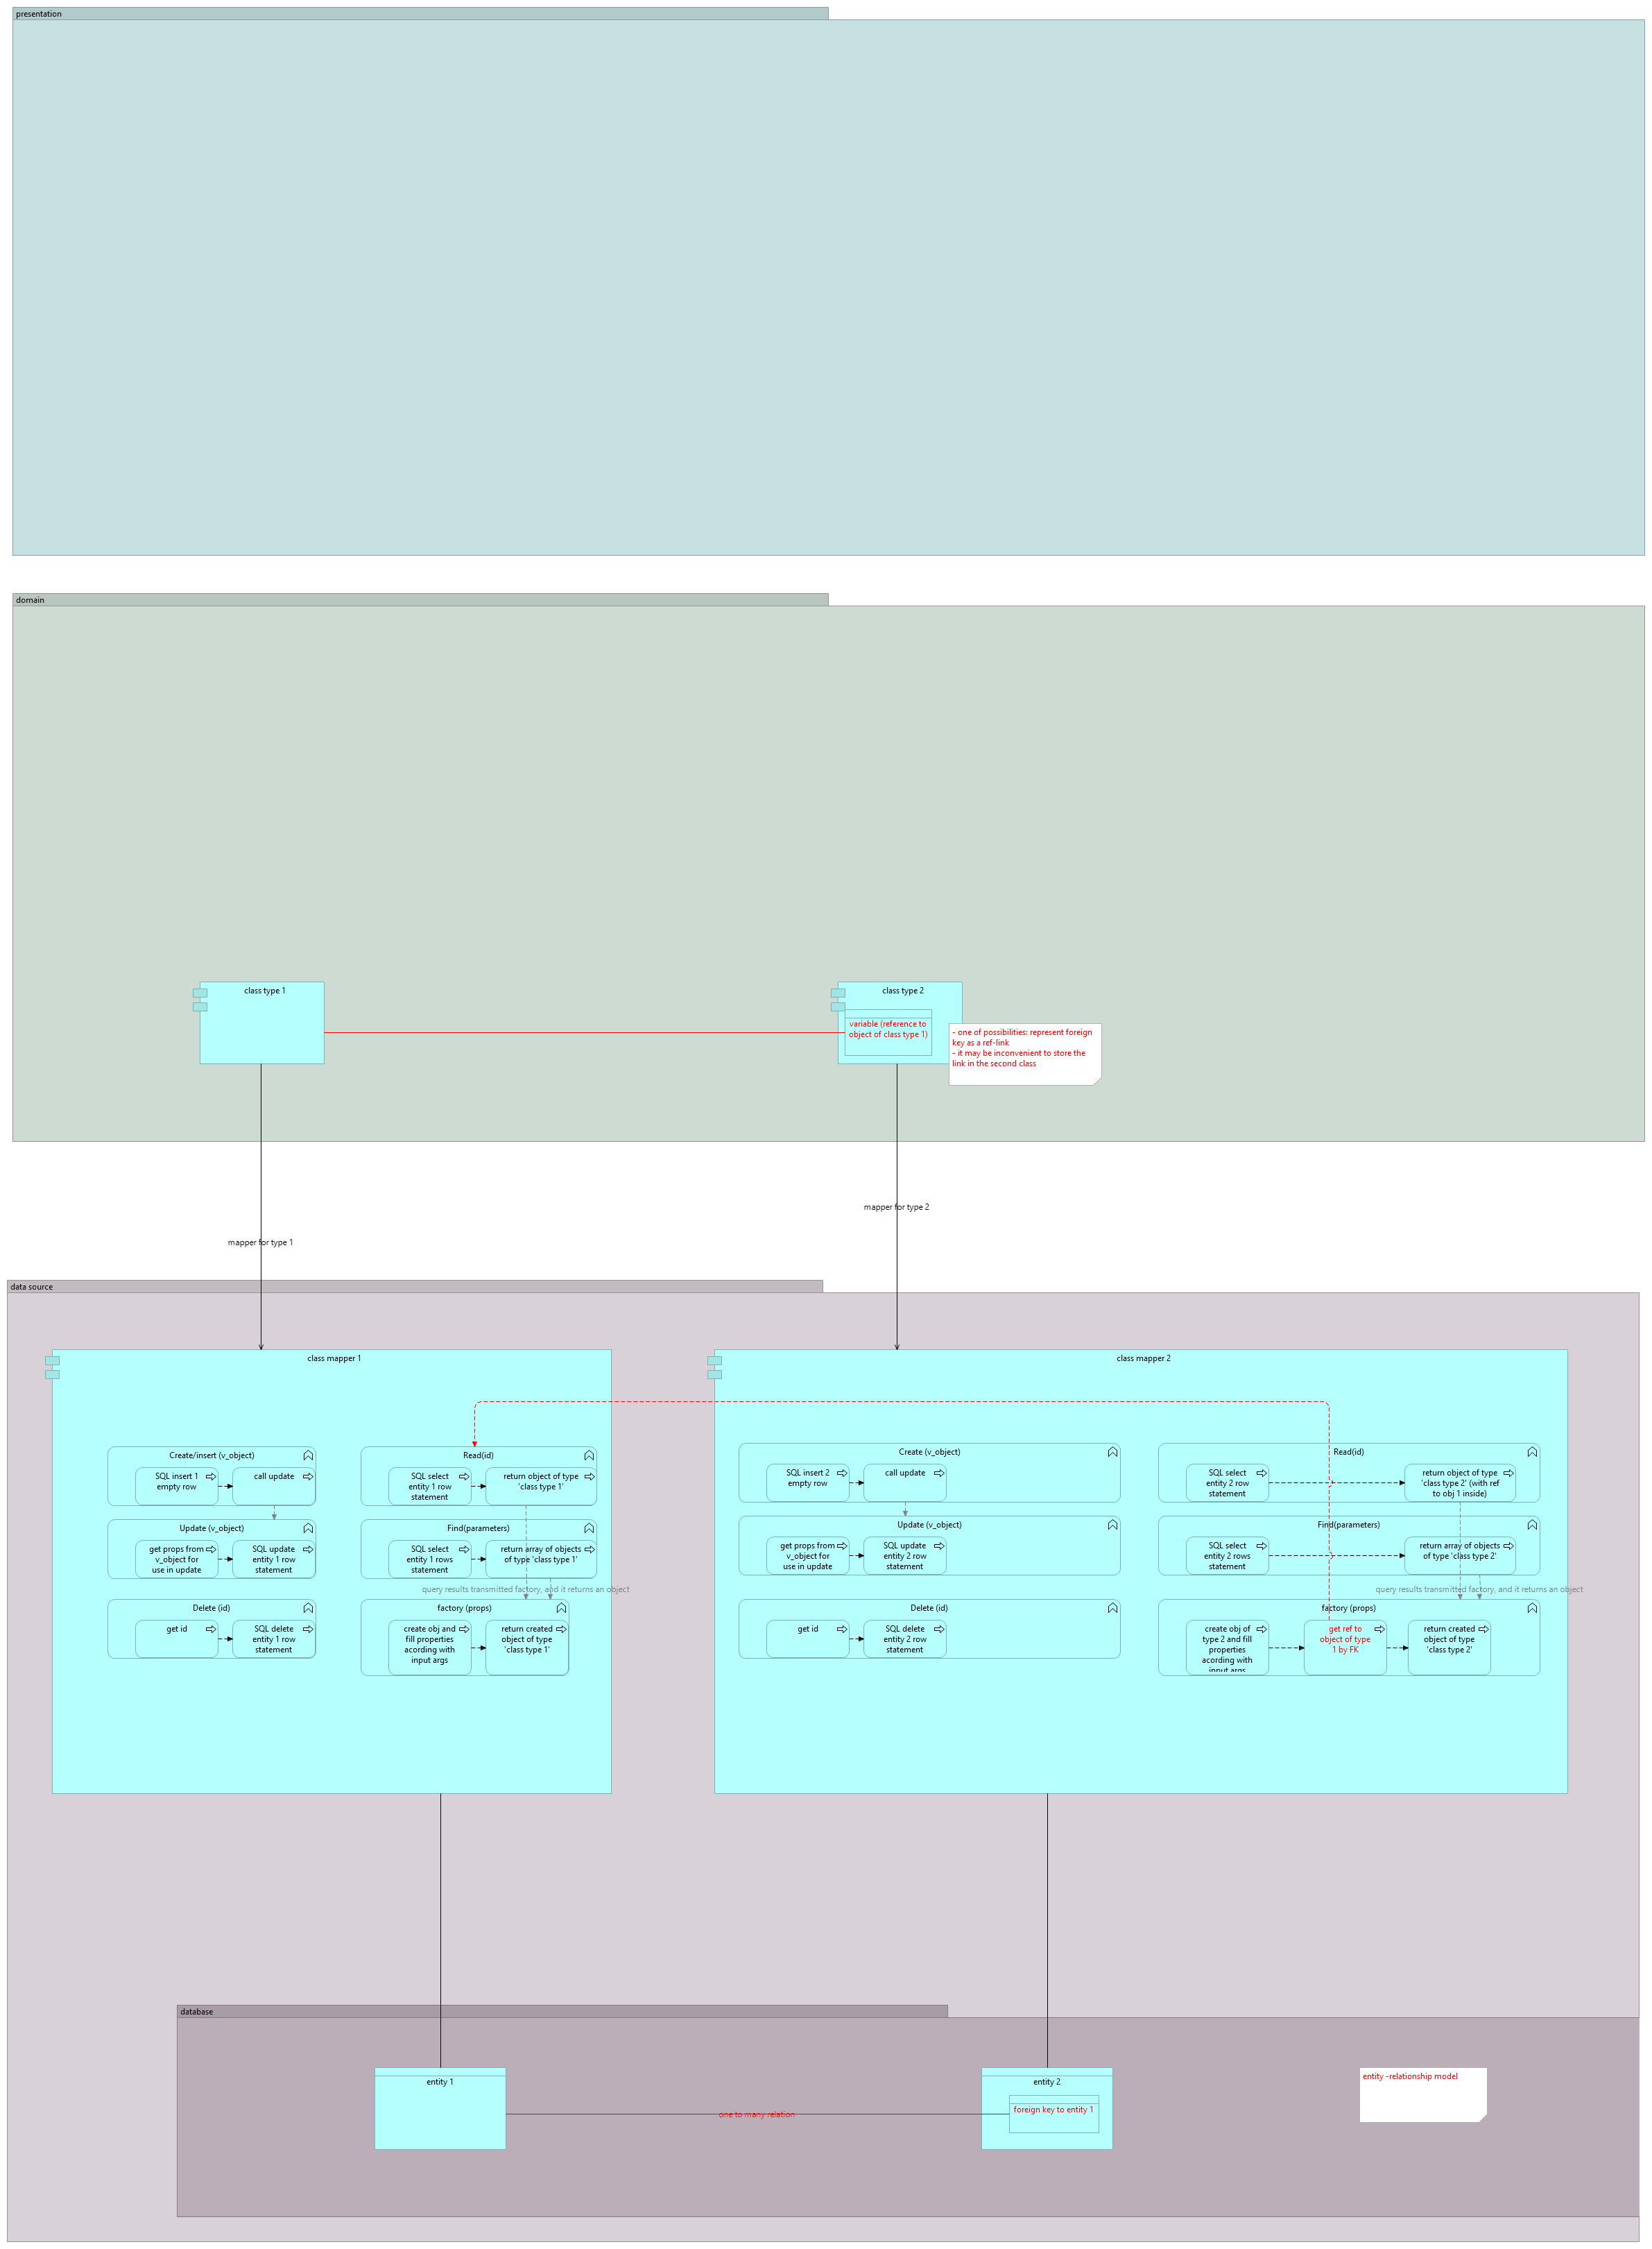 presentation
domain
class type 1
class type 2
variable (reference to
object of class type 1)
- one of possibilities: represent foreign
key as a ref-link
- it may be inconvenient to store the
link in the second class
mapper for type 2
mapper for type 1
data source
class mapper 1
class mapper 2
Create/insert (v_object)
SQL insert 1
empty row
call update
Read(id)
SQL select
entity 1 row
statement
return object of type
'class type 1'
Update (v_object)
get props from
v_object for
use in update
SQL update
entity 1 row
statement
Find(parameters)
SQL select
entity 1 rows
statement
return array of objects
of type 'class type 1'
query results transmitted factory, and it returns an object
Delete (id)
get id
SQL delete
entity 1 row
statement
factory (props)
create obj and
fill properties
acording with
input args
return created
object of type
'class type 1'
Create (v_object)
SQL insert 2
empty row
call update
Read(id)
SQL select
entity 2 row
statement
return object of type
'class type 2' (with ref
to obj 1 inside)
Update (v_object)
get props from
v_object for
use in update
SQL update
entity 2 row
statement
Find(parameters)
SQL select
entity 2 rows
statement
return array of objects
of type 'class type 2'
query results transmitted factory, and it returns an object
Delete (id)
get id
SQL delete
entity 2 row
statement
factory (props)
create obj of
type 2 and fill
properties
acording with
input args
get ref to
object of type
1 by FK
return created
object of type
'class type 2'
database
entity 1
one to many relation
entity 2
foreign key to entity 1
entity -relationship model